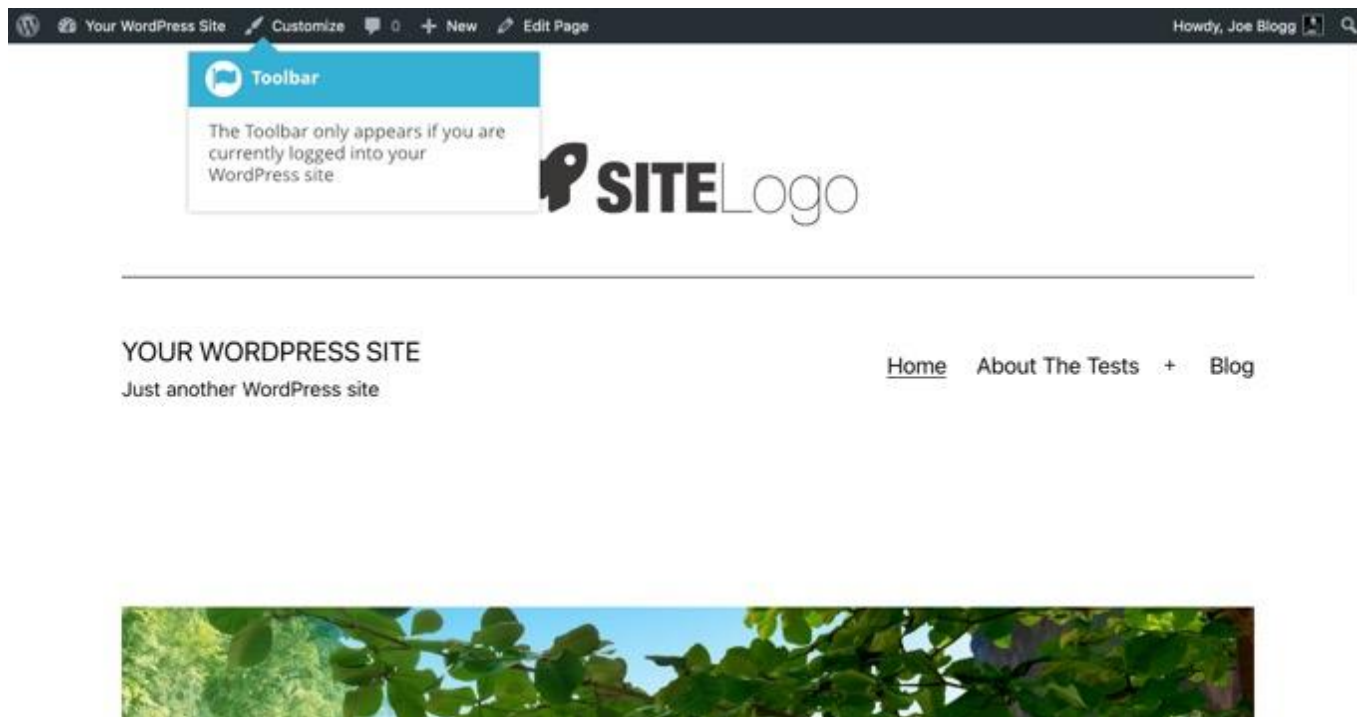 Your WordPress Site Customize 0 + New Edit Page Howdy, Joe Blogg
Toolbar
The Toolbar only appears if you are
currently logged into your
WordPress site
SITELogo
YOUR WORDPRESS SITE
Just another WordPress site
Home About The Tests + Blog